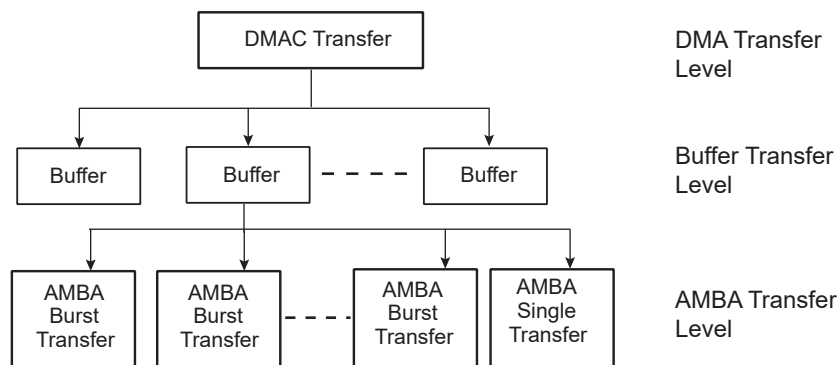 DMAC Transfer
DMA Transfer
Level
Buffer
Buffer
Buffer
Buffer Transfer
Level
AMBA
Burst
Transfer
AMBA
Burst
Transfer
AMBA
Burst
Transfer
AMBA
Single
Transfer
AMBA Transfer
Level